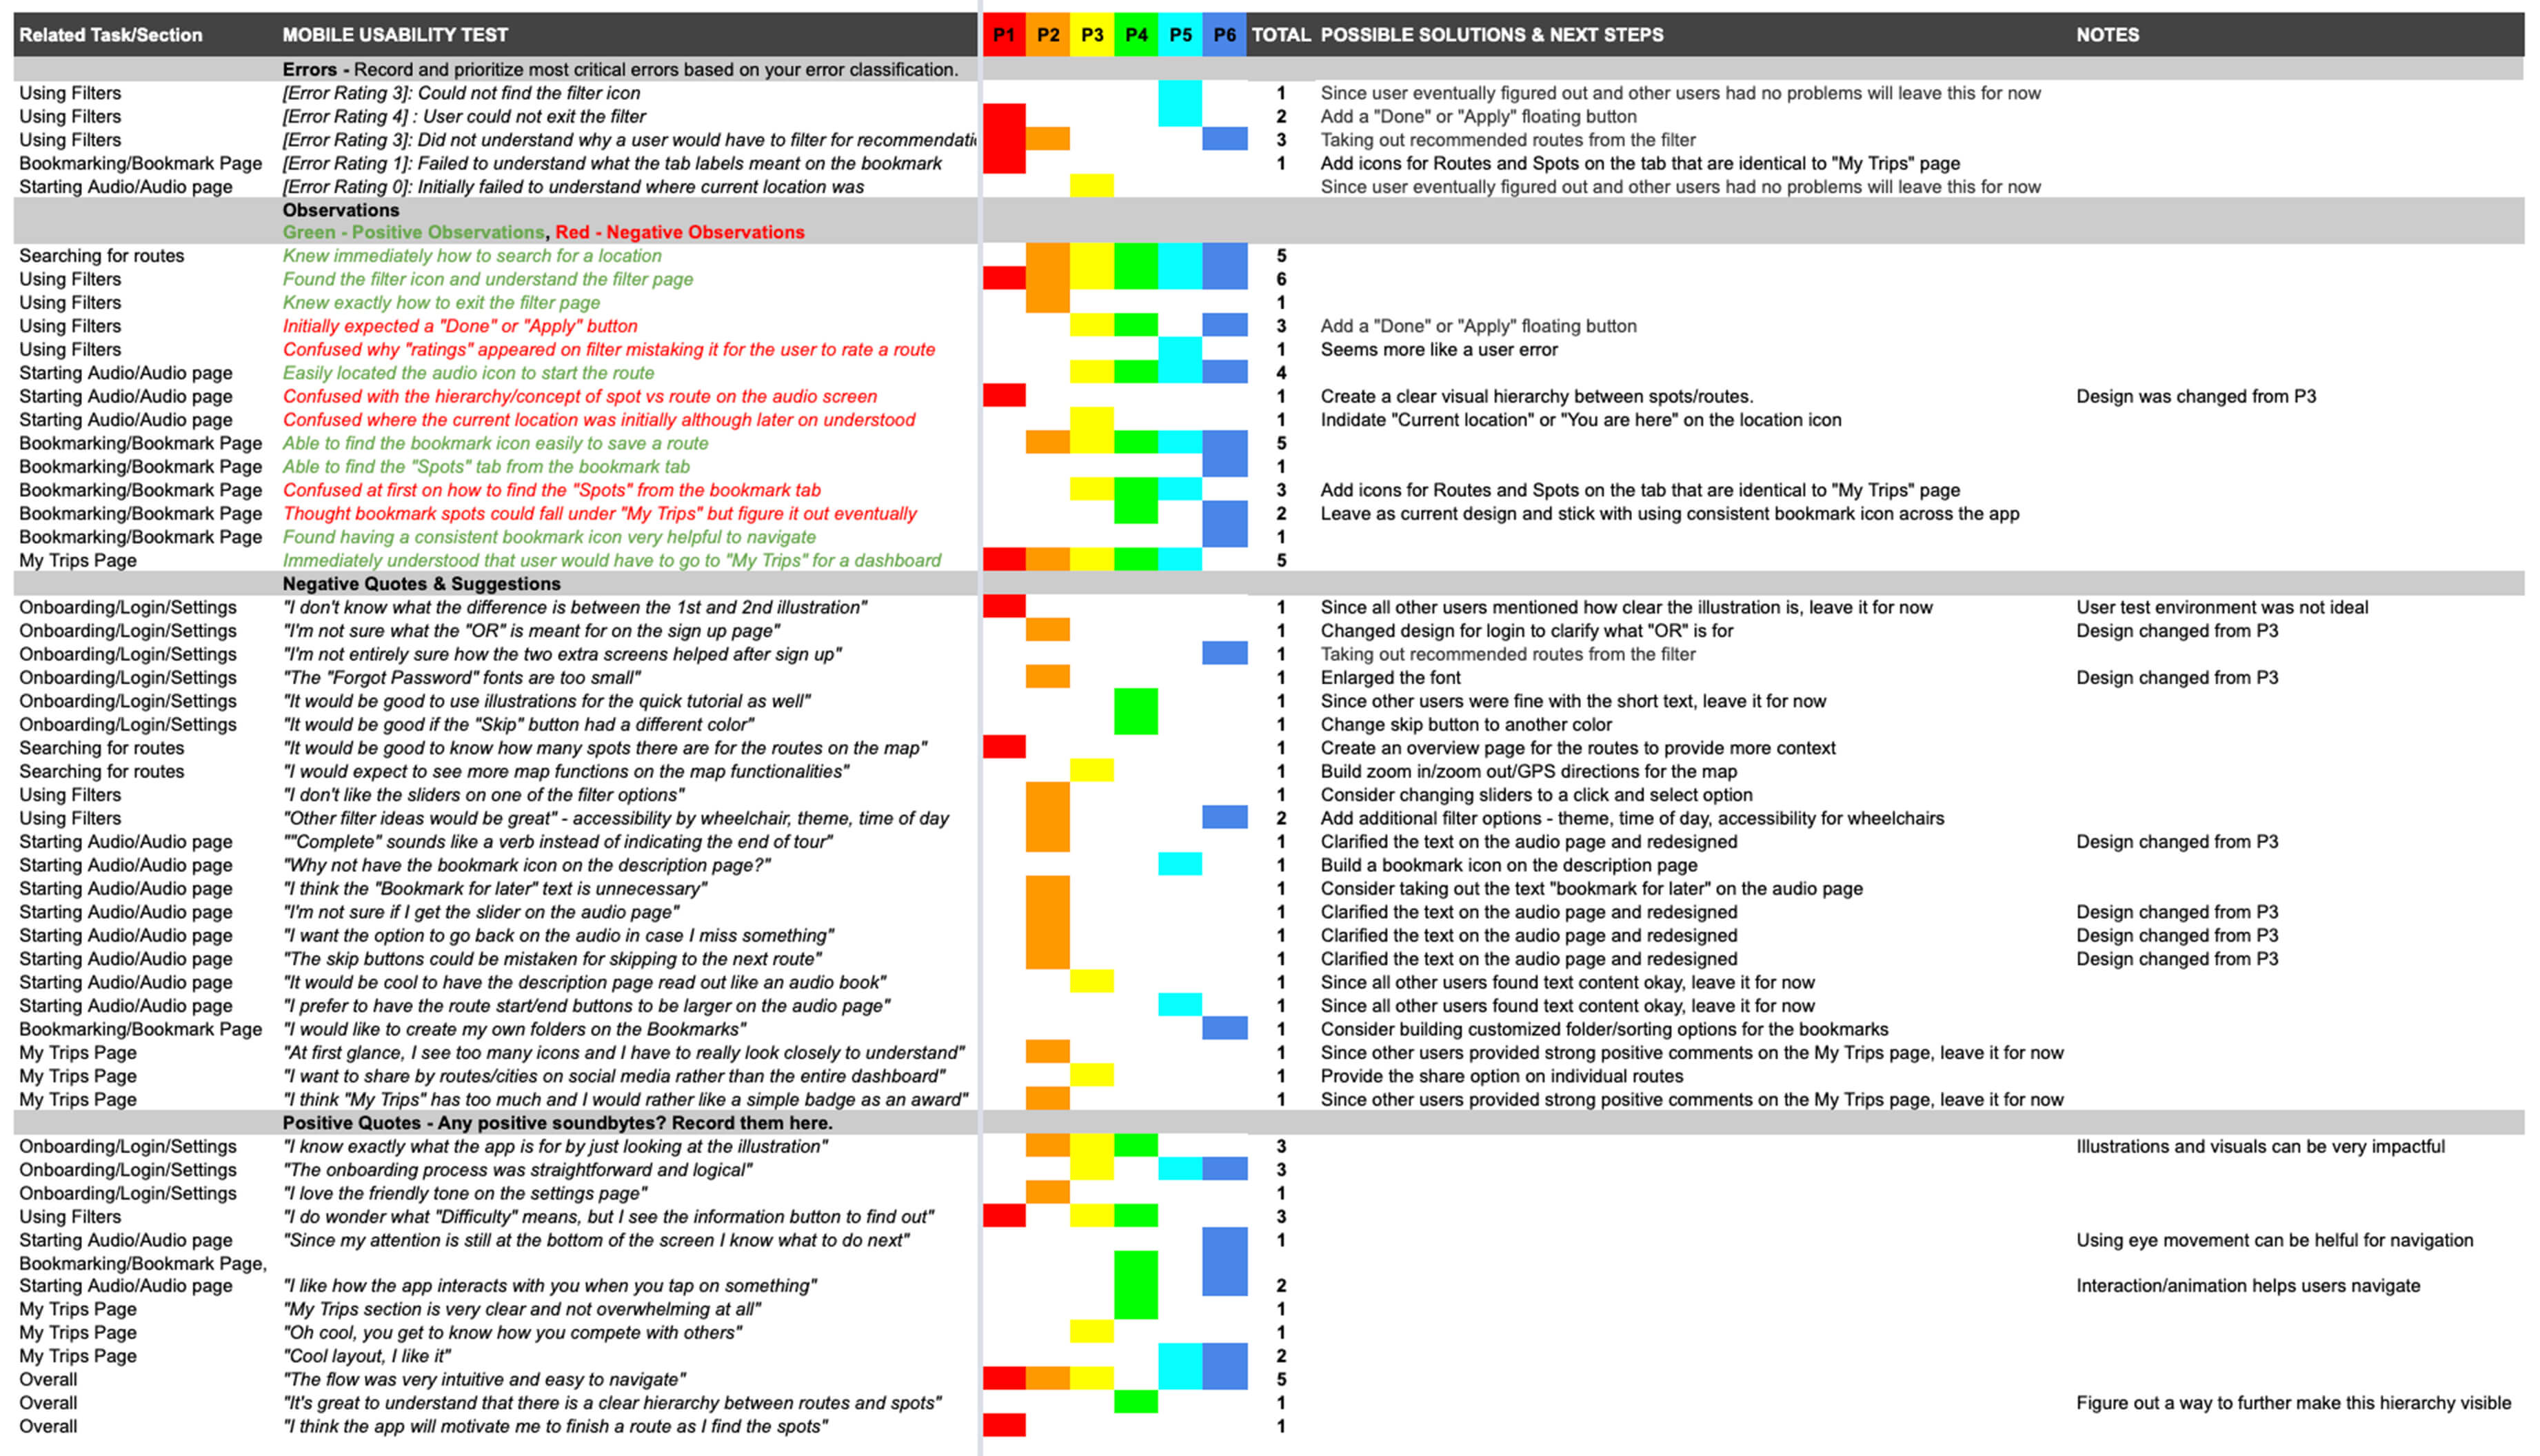 Related Task/Section MOBILE USABILITY TEST P1 P2 P3 P4 P5 P6 TOTAL POSSIBLE SOLUTIONS & NEXT STEPS NOTES
Errors - Record and prioritize most critical errors based on your error classification.
Using Filters [Error Rating 3]: Could not find the filter icon 1 Since user eventually figured out and other users had no problems will leave this for now
Using Filters [Error Rating 4] : User could not exit the filter 2 Add a "Done" or "Apply" floating button
Using Filters [Error Rating 3]: Did not understand why a user would have to filter for recommendati 3 Taking out recommended routes from the filter
Bookmarking/Bookmark Page [Error Rating 1]: Failed to understand what the tab labels meant on the bookmark 1 Add icons for Routes and Spots on the tab that are identical to "My Trips" page
Starting Audio/Audio page [Error Rating 0]: Initially failed to understand where current location was Since user eventually figured out and other users had no problems will leave this for now
Observations
Green - Positive Observations, Red - Negative Observations
Searching for routes Knew immediately how to search for a location 5
Using Filters Found the filter icon and understand the filter page 6
Using Filters Knew exactly how to exit the filter page 1
Using Filters Initially expected a "Done" or "Apply" button 3 Add a "Done" or "Apply" floating button
Using Filters Confused why "ratings" appeared on filter mistaking it for the user to rate a route 1 Seems more like a user error
Starting Audio/Audio page Easily located the audio icon to start the route 4
Starting Audio/Audio page Confused with the hierarchy/concept of spot vs route on the audio screen 1 Create a clear visual hierarchy between spots/routes. Design was changed from P3
Starting Audio/Audio page Confused where the current location was initially although later on understood 1 Indidate "Current location" or "You are here" on the location icon
Bookmarking/Bookmark Page Able to find the bookmark icon easily to save a route 5
Bookmarking/Bookmark Page Able to find the "Spots" tab from the bookmark tab 1
Bookmarking/Bookmark Page Confused at first on how to find the "Spots" from the bookmark tab 3 Add icons for Routes and Spots on the tab that are identical to "My Trips" page
Bookmarking/Bookmark Page Thought bookmark spots could fall under "My Trips" but figure it out eventually 2 Leave as current design and stick with using consistent bookmark icon across the app
Bookmarking/Bookmark Page Found having a consistent bookmark icon very helpful to navigate 1
My Trips Page Immediately understood that user would have to go to "My Trips" for a dashboard 5
Negative Quotes & Suggestions
Onboarding/Login/Settings "I don't know what the difference is between the 1st and 2nd illustration" 1 Since all other users mentioned how clear the illustration is, leave it for now User test environment was not ideal
Onboarding/Login/Settings "I'm not sure what the "OR" is meant for on the sign up page" 1 Changed design for login to clarify what "OR" is for Design changed from P3
Onboarding/Login/Settings "I'm not entirely sure how the two extra screens helped after sign up" 1 Taking out recommended routes from the filter
Onboarding/Login/Settings "The "Forgot Password" fonts are too small" 1 Enlarged the font Design changed from P3
Onboarding/Login/Settings "It would be good to use illustrations for the quick tutorial as well" 1 Since other users were fine with the short text, leave it for now
Onboarding/Login/Settings "It would be good if the "Skip" button had a different color" 1 Change skip button to another color
Searching for routes "It would be good to know how many spots there are for the routes on the map" 1 Create an overview page for the routes to provide more context
Searching for routes "I would expect to see more map functions on the map functionalities" 1 Build zoom in/zoom out/GPS directions for the map
Using Filters "I don't like the sliders on one of the filter options" 1 Consider changing sliders to a click and select option
Using Filters "Other filter ideas would be great" - accessibility by wheelchair, theme, time of day 2 Add additional filter options - theme, time of day, accessibility for wheelchairs
Starting Audio/Audio page ""Complete" sounds like a verb instead of indicating the end of tour" 1 Clarified the text on the audio page and redesigned Design changed from P3
Starting Audio/Audio page "Why not have the bookmark icon on the description page?" 1 Build a bookmark icon on the description page
Starting Audio/Audio page "I think the "Bookmark for later" text is unnecessary" 1 Consider taking out the text "bookmark for later" on the audio page
Starting Audio/Audio page "I'm not sure if I get the slider on the audio page" 1 Clarified the text on the audio page and redesigned Design changed from P3
Starting Audio/Audio page "I want the option to go back on the audio in case I miss something" 1 Clarified the text on the audio page and redesigned Design changed from P3
Starting Audio/Audio page "The skip buttons could be mistaken for skipping to the next route" 1 Clarified the text on the audio page and redesigned Design changed from P3
Starting Audio/Audio page "It would be cool to have the description page read out like an audio book" 1 Since all other users found text content okay, leave it for now
Starting Audio/Audio page "I prefer to have the route start/end buttons to be larger on the audio page" 1 Since all other users found text content okay, leave it for now
Bookmarking/Bookmark Page "I would like to create my own folders on the Bookmarks" 1 Consider building customized folder/sorting options for the bookmarks
My Trips Page "At first glance, I see too many icons and I have to really look closely to understand" 1 Since other users provided strong positive comments on the My Trips page, leave it for now
My Trips Page "I want to share by routes/cities on social media rather than the entire dashboard" 1 Provide the share option on individual routes
My Trips Page "I think "My Trips" has too much and I would rather like a simple badge as an award" 1 Since other users provided strong positive comments on the My Trips page, leave it for now
Positive Quotes - Any positive soundbytes? Record them here.
Onboarding/Login/Settings "I know exactly what the app is for by just looking at the illustration" 3 Illustrations and visuals can be very impactful
Onboarding/Login/Settings "The onboarding process was straightforward and logical" 3
Onboarding/Login/Settings "I love the friendly tone on the settings page" 1
Using Filters "I do wonder what "Difficulty" means, but I see the information button to find out" 3
Starting Audio/Audio page "Since my attention is still at the bottom of the screen I know what to do next" 1 Using eye movement can be helful for navigation
Bookmarking/Bookmark Page,
Starting Audio/Audio page "I like how the app interacts with you when you tap on something" 2 Interaction/animation helps users navigate
My Trips Page "My Trips section is very clear and not overwhelming at all" 1
My Trips Page "Oh cool, you get to know how you compete with others" 1
My Trips Page "Cool layout, I like it" 2
Overall "The flow was very intuitive and easy to navigate" 5
Overall "It's great to understand that there is a clear hierarchy between routes and spots" 1 Figure out a way to further make this hierarchy visible
Overall "I think the app will motivate me to finish a route as I find the spots" 1